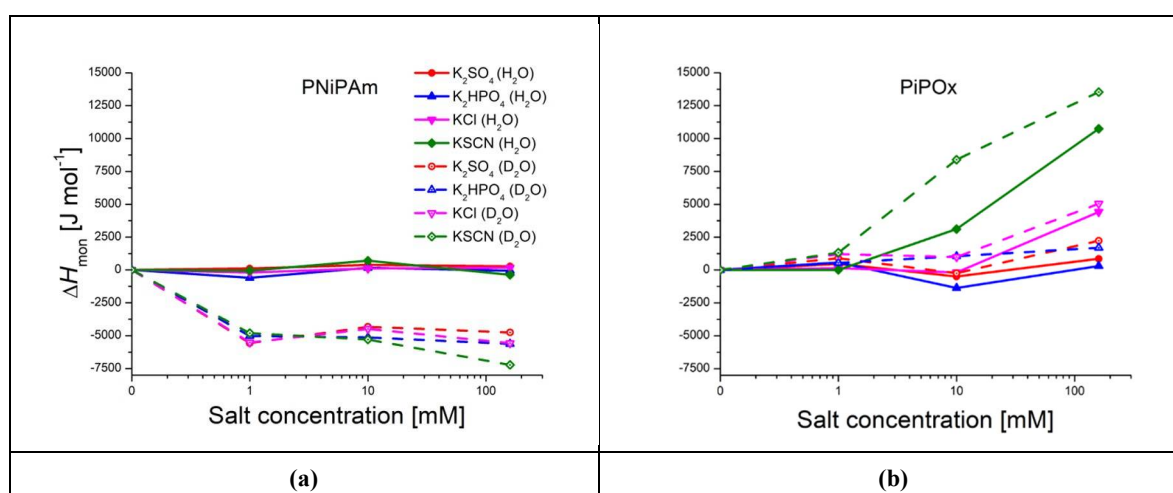 PNiPAm
K₂SO₄ (H₂O)
K₂HPO₄ (H₂O)
KCl (H₂O)
KSCN (H₂O)
K₂SO₄ (D₂O)
K₂HPO₄ (D₂O)
KCl (D₂O)
KSCN (D₂O)
15000
12500
10000
7500
5000
2500
0
-2500
-5000
-7500
ΔHmon [J mol⁻¹]
0 1 10 100
Salt concentration [mM]
(a)
PiPOx
15000
12500
10000
7500
5000
2500
0
-2500
-5000
-7500
0 1 10 100
Salt concentration [mM]
(b)